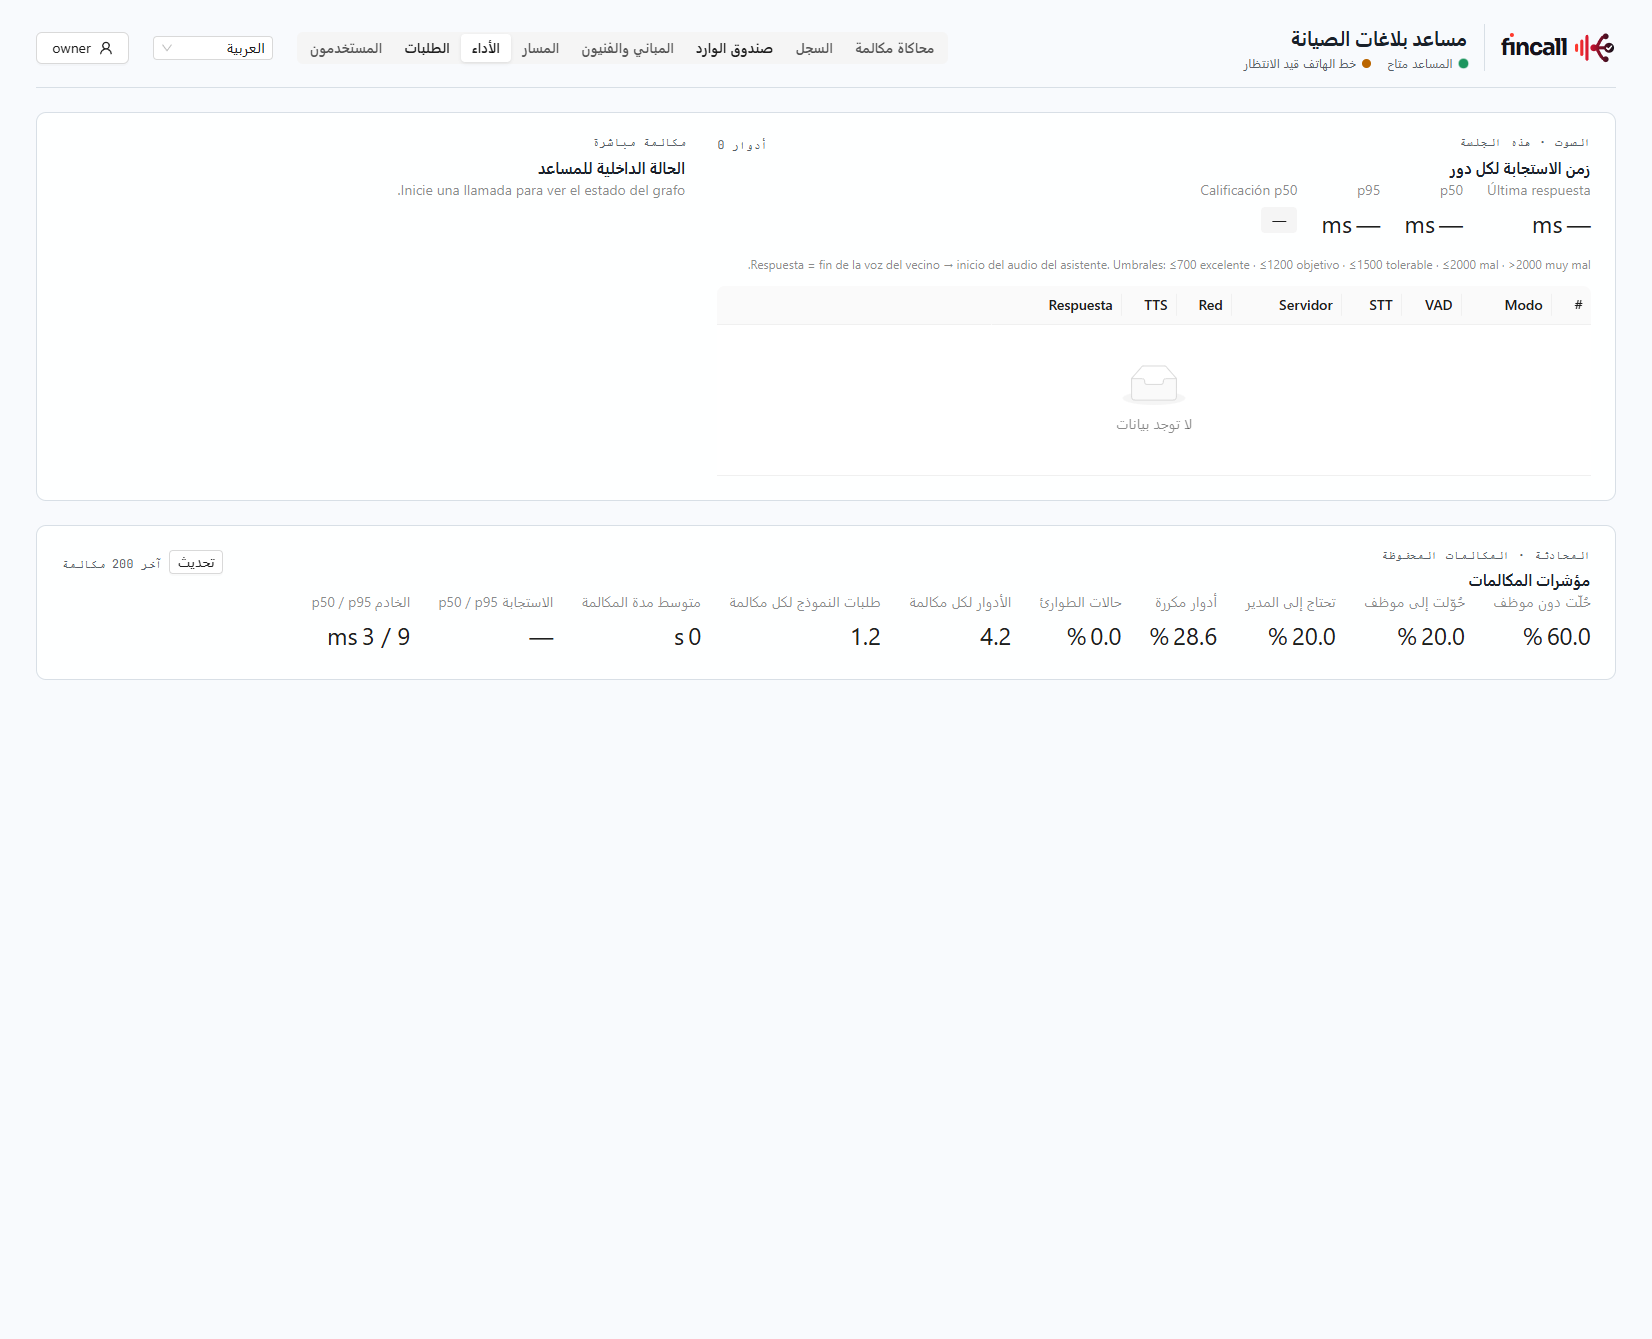 fincall
مساعد بلاغات الصيانة
المساعد متاح
خط الهاتف قيد الانتظار
محاكاة مكالمة
السجل
صندوق الوارد
المباني والفنيون
المسار
الأداء
الطلبات
المستخدمون
العربية
owner
الصوت · هذه الجلسة
زمن الاستجابة لكل دور
0 أدوار
Última respuesta
p50
p95
Calificación p50
— ms
— ms
— ms
—
Respuesta = fin de la voz del vecino → inicio del audio del asistente. Umbrales: ≤700 excelente · ≤1200 objetivo · ≤1500 tolerable · ≤2000 mal · >2000 muy mal.
#
Modo
VAD
STT
Servidor
Red
TTS
Respuesta
لا توجد بيانات
مكالمة مباشرة
الحالة الداخلية للمساعد
Inicie una llamada para ver el estado del grafo.
المحادثة · المكالمات المحفوظة
مؤشرات المكالمات
تحديث
آخر 200 مكالمة
حُلّت دون موظف
60.0 %
حُوّلت إلى موظف
20.0 %
تحتاج إلى المدير
20.0 %
أدوار مكررة
28.6 %
حالات الطوارئ
0.0 %
الأدوار لكل مكالمة
4.2
طلبات النموذج لكل مكالمة
1.2
متوسط مدة المكالمة
0 s
الاستجابة p50 / p95
—
الخادم p50 / p95
3 / 9 ms